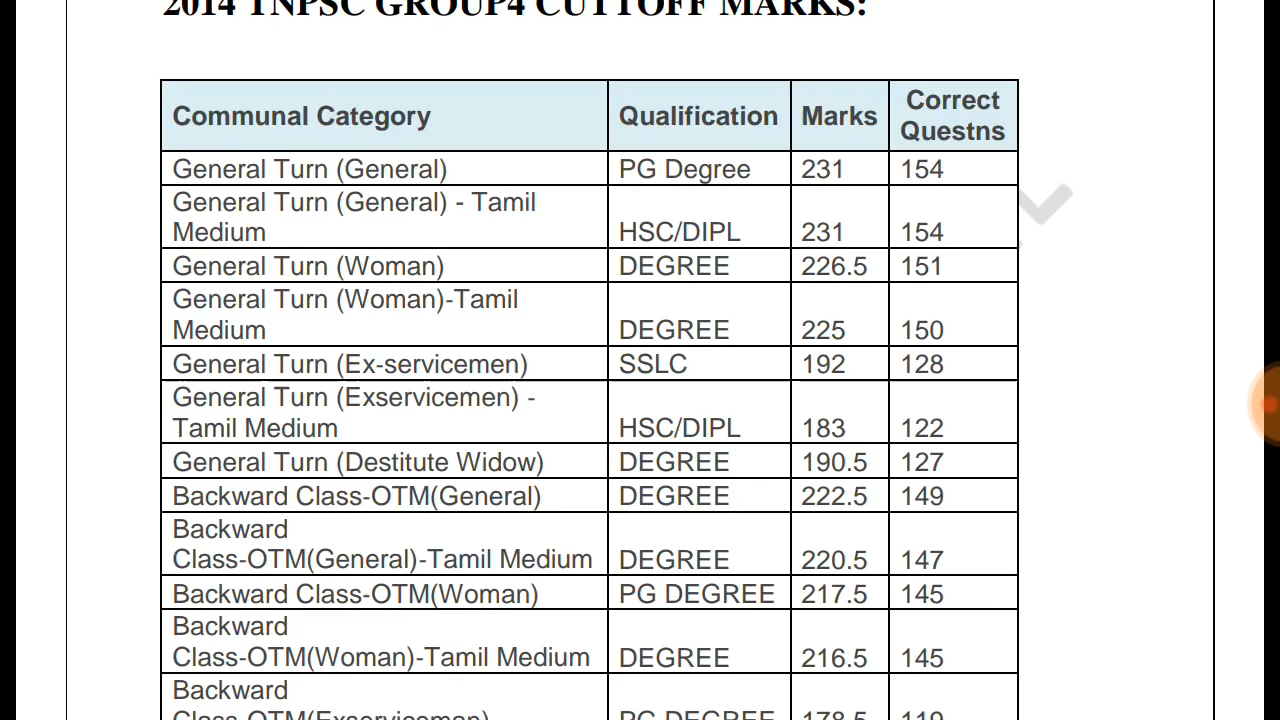 2014 TNPSC GROUP4 CUTTOFF MARKS:
Communal Category Qualification Marks Correct Questns
General Turn (General) PG Degree 231 154
General Turn (General) - Tamil
Medium HSC/DIPL 231 154
General Turn (Woman) DEGREE 226.5 151
General Turn (Woman)-Tamil
Medium DEGREE 225 150
General Turn (Ex-servicemen) SSLC 192 128
General Turn (Exservicemen) -
Tamil Medium HSC/DIPL 183 122
General Turn (Destitute Widow) DEGREE 190.5 127
Backward Class-OTM(General) DEGREE 222.5 149
Backward
Class-OTM(General)-Tamil Medium DEGREE 220.5 147
Backward Class-OTM(Woman) PG DEGREE 217.5 145
Backward
Class-OTM(Woman)-Tamil Medium DEGREE 216.5 145
Backward
Class-OTM(Exserviceman) PG DEGREE 178.5 119